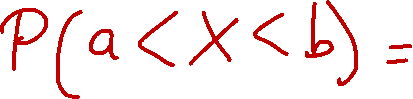 P(a < X < b) =